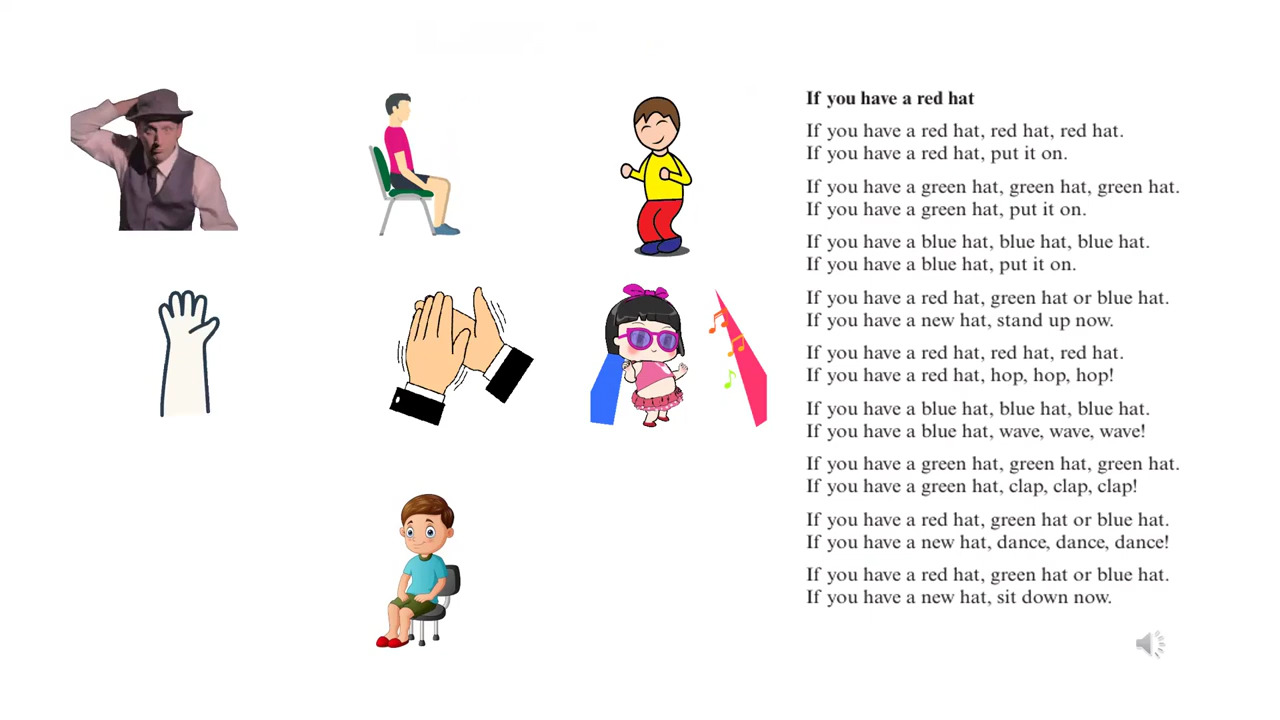 If you have a red hat
If you have a red hat, red hat, red hat.
If you have a red hat, put it on.
If you have a green hat, green hat, green hat.
If you have a green hat, put it on.
If you have a blue hat, blue hat, blue hat.
If you have a blue hat, put it on.
If you have a red hat, green hat or blue hat.
If you have a new hat, stand up now.
If you have a red hat, red hat, red hat.
If you have a red hat, hop, hop, hop!
If you have a blue hat, blue hat, blue hat.
If you have a blue hat, wave, wave, wave!
If you have a green hat, green hat, green hat.
If you have a green hat, clap, clap, clap!
If you have a red hat, green hat or blue hat.
If you have a new hat, dance, dance, dance!
If you have a red hat, green hat or blue hat.
If you have a new hat, sit down now.